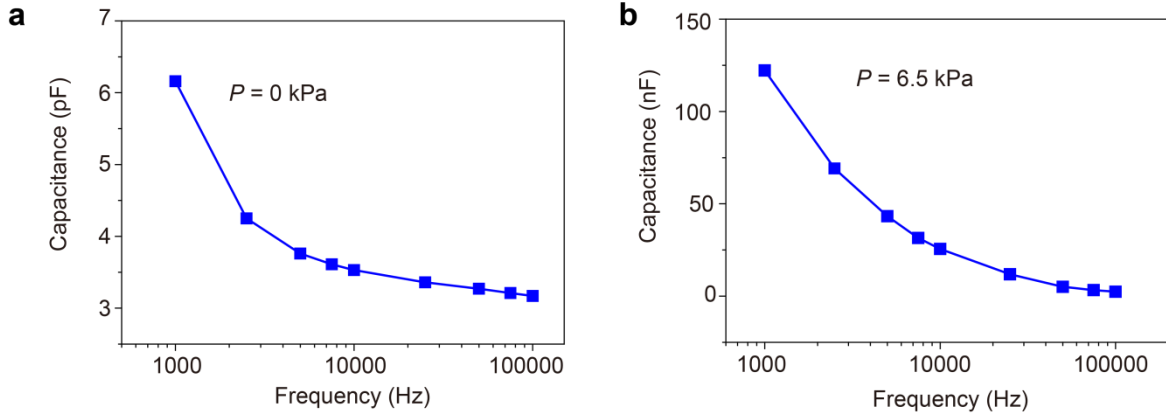 a
7
6
5
4
3
Capacitance (pF)
P = 0 kPa
1000
10000
100000
Frequency (Hz)
b
150
100
50
0
Capacitance (nF)
P = 6.5 kPa
1000
10000
100000
Frequency (Hz)